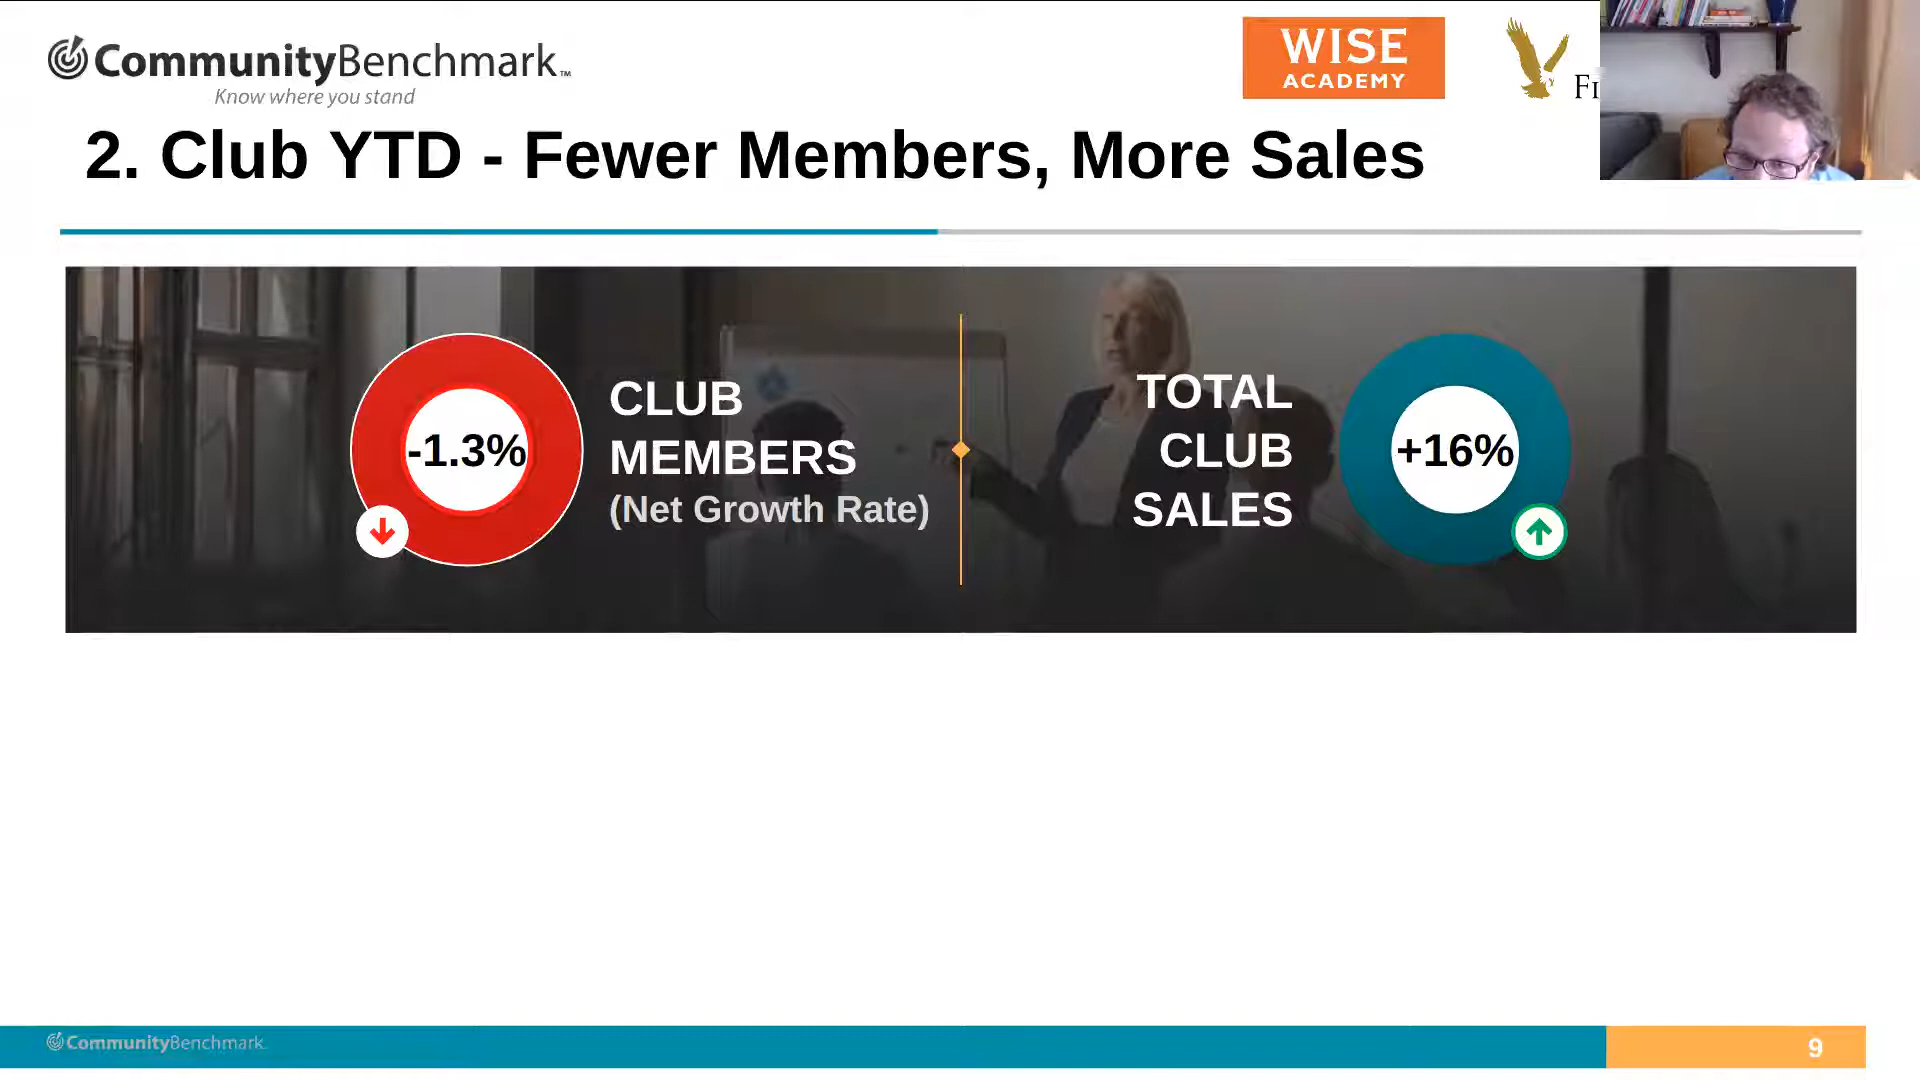 CommunityBenchmark™
Know where you stand
WISE
ACADEMY
2. Club YTD - Fewer Members, More Sales
-1.3%
CLUB
MEMBERS
(Net Growth Rate)
TOTAL
CLUB
SALES
+16%
CommunityBenchmark
9